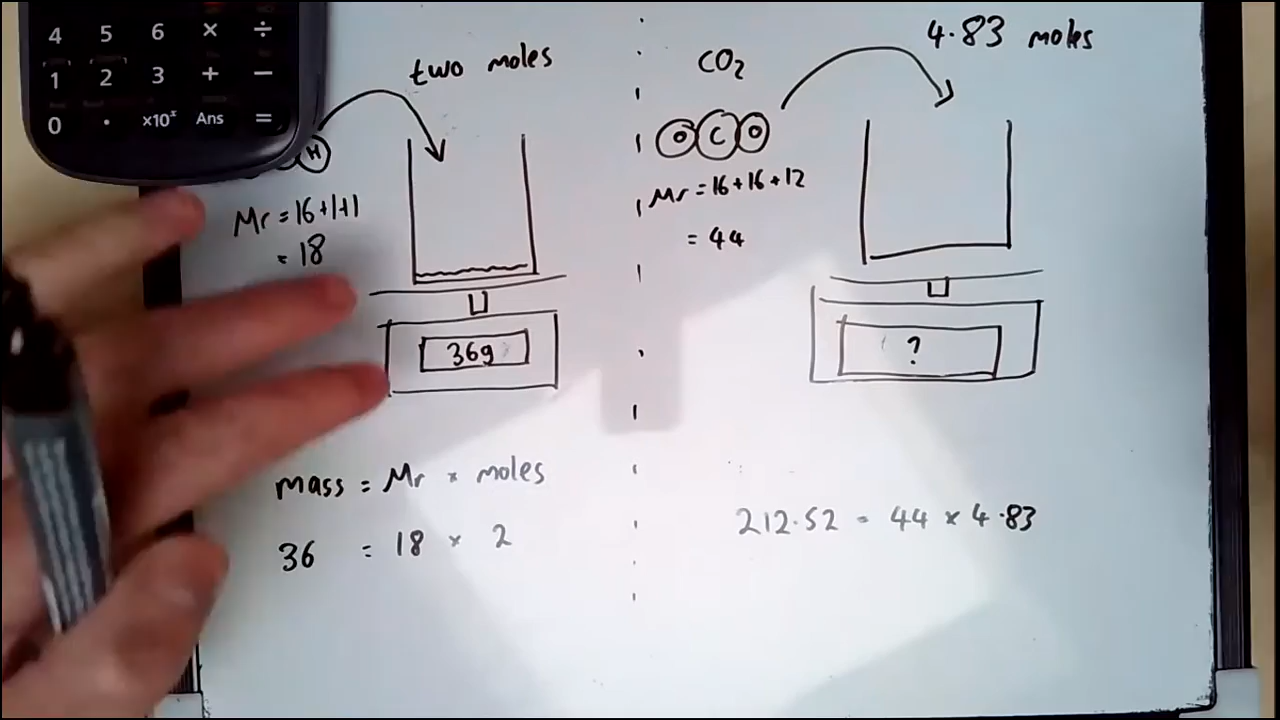 4 5 6 × ÷
1 2 3 + −
0 . ×10ˣ Ans =
two moles
H
Mr = 16+1+1
= 18
36g
mass = Mr × moles
36 = 18 × 2
CO₂
4.83 moles
O C O
Mr = 16+16+12
= 44
?
212.52 = 44 × 4.83